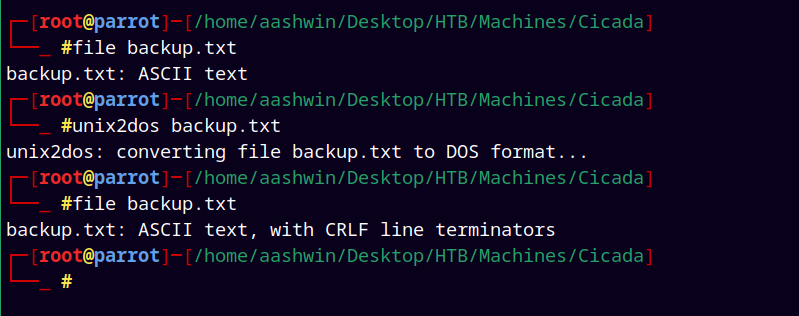 ┌─[root@parrot]─[/home/aashwin/Desktop/HTB/Machines/Cicada]
└──╼ #file backup.txt
backup.txt: ASCII text
┌─[root@parrot]─[/home/aashwin/Desktop/HTB/Machines/Cicada]
└──╼ #unix2dos backup.txt
unix2dos: converting file backup.txt to DOS format...
┌─[root@parrot]─[/home/aashwin/Desktop/HTB/Machines/Cicada]
└──╼ #file backup.txt
backup.txt: ASCII text, with CRLF line terminators
┌─[root@parrot]─[/home/aashwin/Desktop/HTB/Machines/Cicada]
└──╼ #